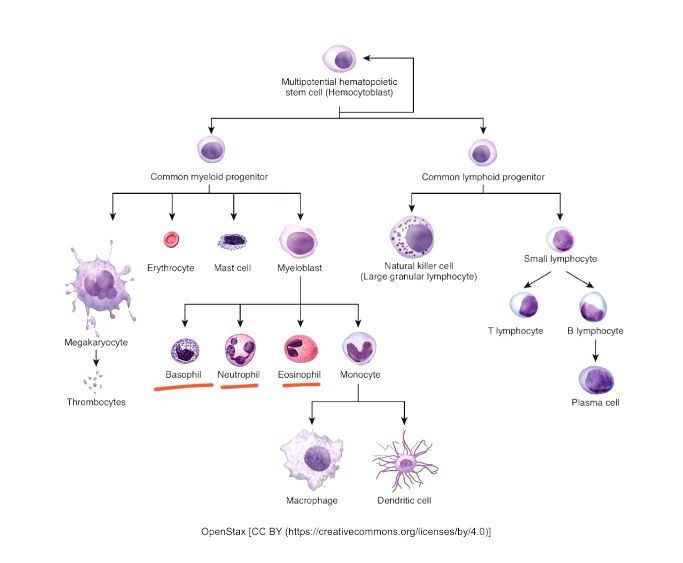 Multipotential hematopoietic
stem cell (Hemocytoblast)
Common myeloid progenitor
Common lymphoid progenitor
Erythrocyte
Mast cell
Myeloblast
Natural killer cell
(Large granular lymphocyte)
Small lymphocyte
Megakaryocyte
T lymphocyte
B lymphocyte
Basophil
Neutrophil
Eosinophil
Monocyte
Thrombocytes
Plasma cell
Macrophage
Dendritic cell
OpenStax [CC BY (https://creativecommons.org/licenses/by/4.0)]